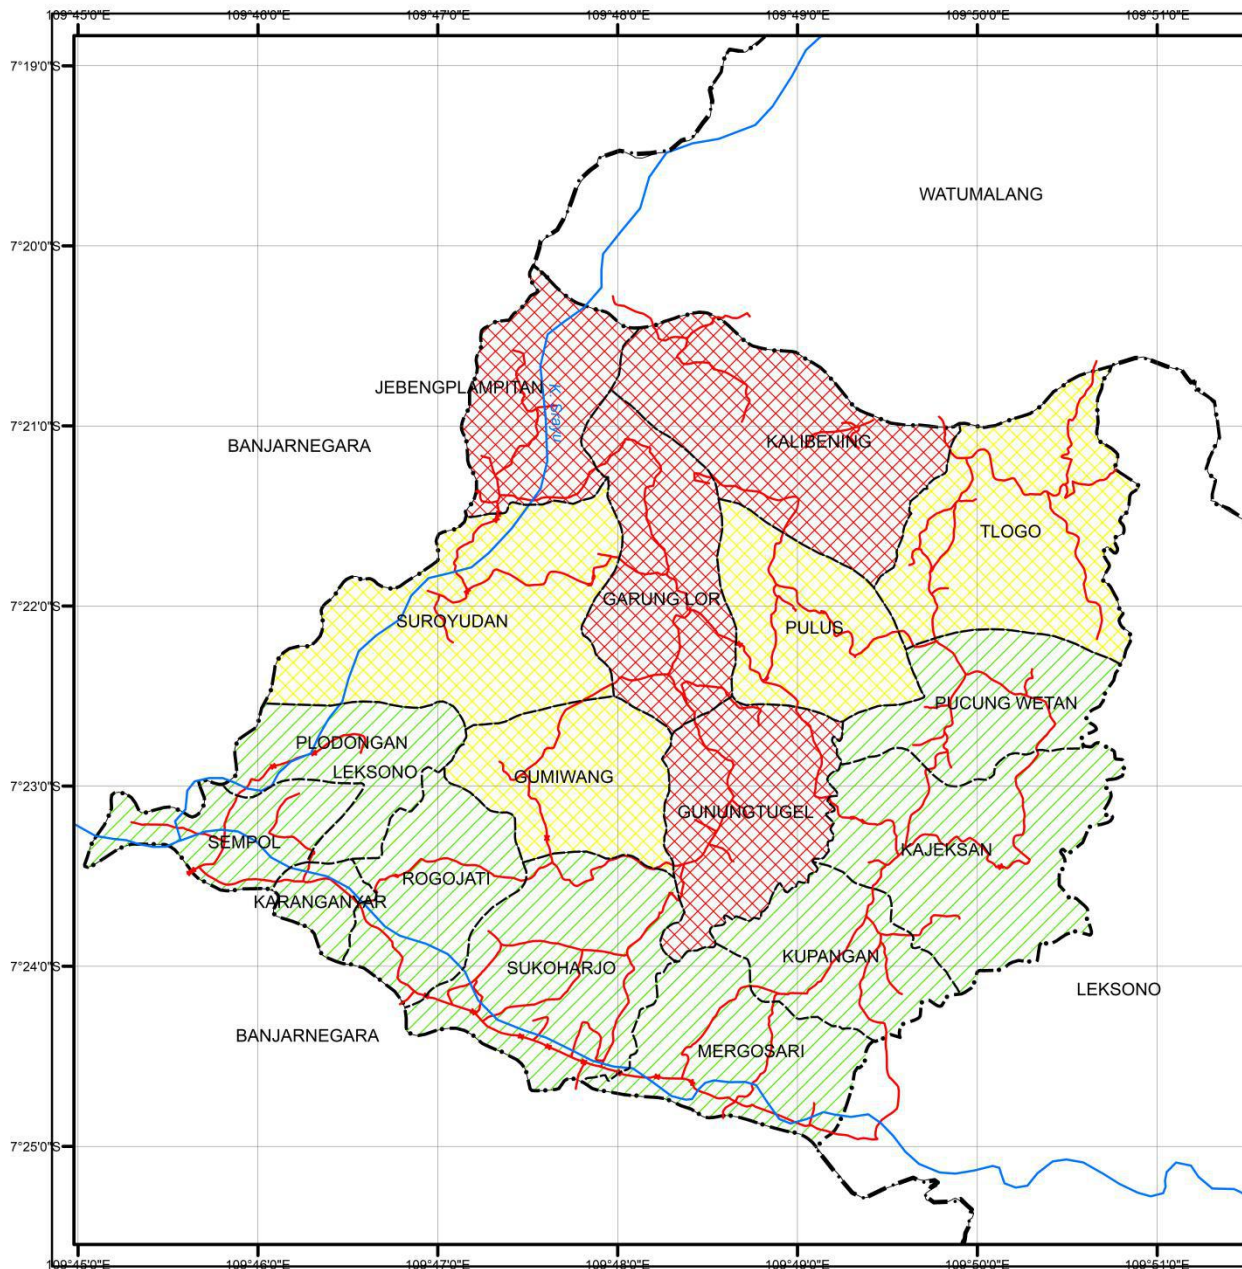 109°45'0"E 109°46'0"E 109°47'0"E 109°48'0"E 109°49'0"E 109°50'0"E 109°51'0"E
7°19'0"S
WATUMALANG
7°20'0"S
JEBENGPLAMPITAN
K. Grayu
7°21'0"S
BANJARNEGARA
KALIBENING
TLOGO
7°22'0"S
GARUNG LOR
SUROYUDAN
PULUS
PUCUNG WETAN
PLODONGAN
LEKSONO
GUMIWANG
7°23'0"S
GUNUNGTUGEL
SEMPOL
KAJEKSAN
ROGOJATI
KARANGANYAR
KUPANGAN
7°24'0"S
SUKOHARJO
LEKSONO
BANJARNEGARA
MERGOSARI
7°25'0"S
109°45'0"E 109°46'0"E 109°47'0"E 109°48'0"E 109°49'0"E 109°50'0"E 109°51'0"E